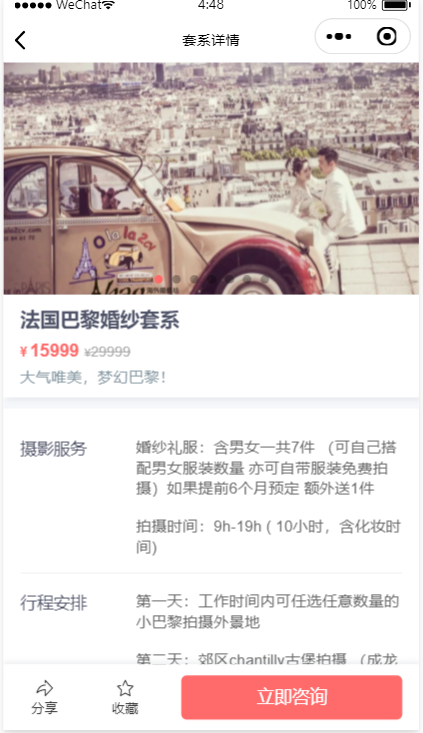 WeChat
4:48
100%
套系详情
O la la 2cv
PARIS
法国巴黎婚纱套系
¥15999 ¥29999
大气唯美，梦幻巴黎！
摄影服务
婚纱礼服：含男女一共7件 （可自己搭
配男女服装数量 亦可自带服装免费拍
摄）如果提前6个月预定 额外送1件
拍摄时间：9h-19h ( 10小时，含化妆时
间)
行程安排
第一天：工作时间内可任选任意数量的
小巴黎拍摄外景地
第二天：郊区chantilly古堡拍摄 （成龙
分享
收藏
立即咨询